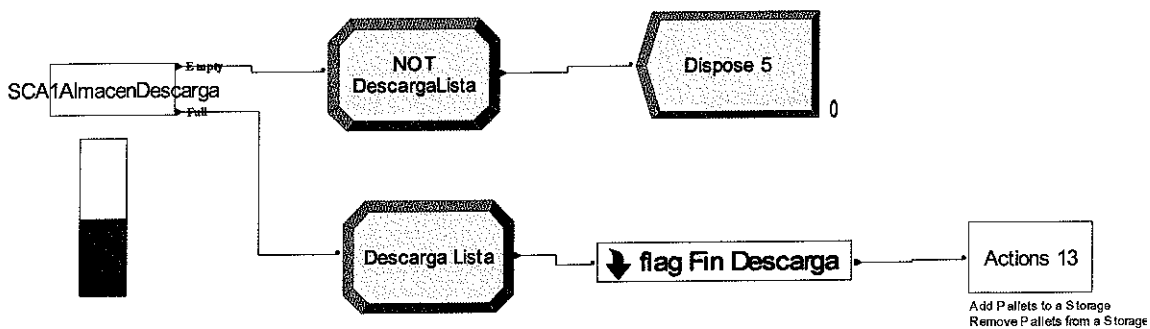 SCA1AlmacenDescarga
Empty
Full
NOT
DescargaLista
Dispose 5
0
Descarga Lista
flag Fin Descarga
Actions 13
Add Pallets to a Storage
Remove Pallets from a Storage